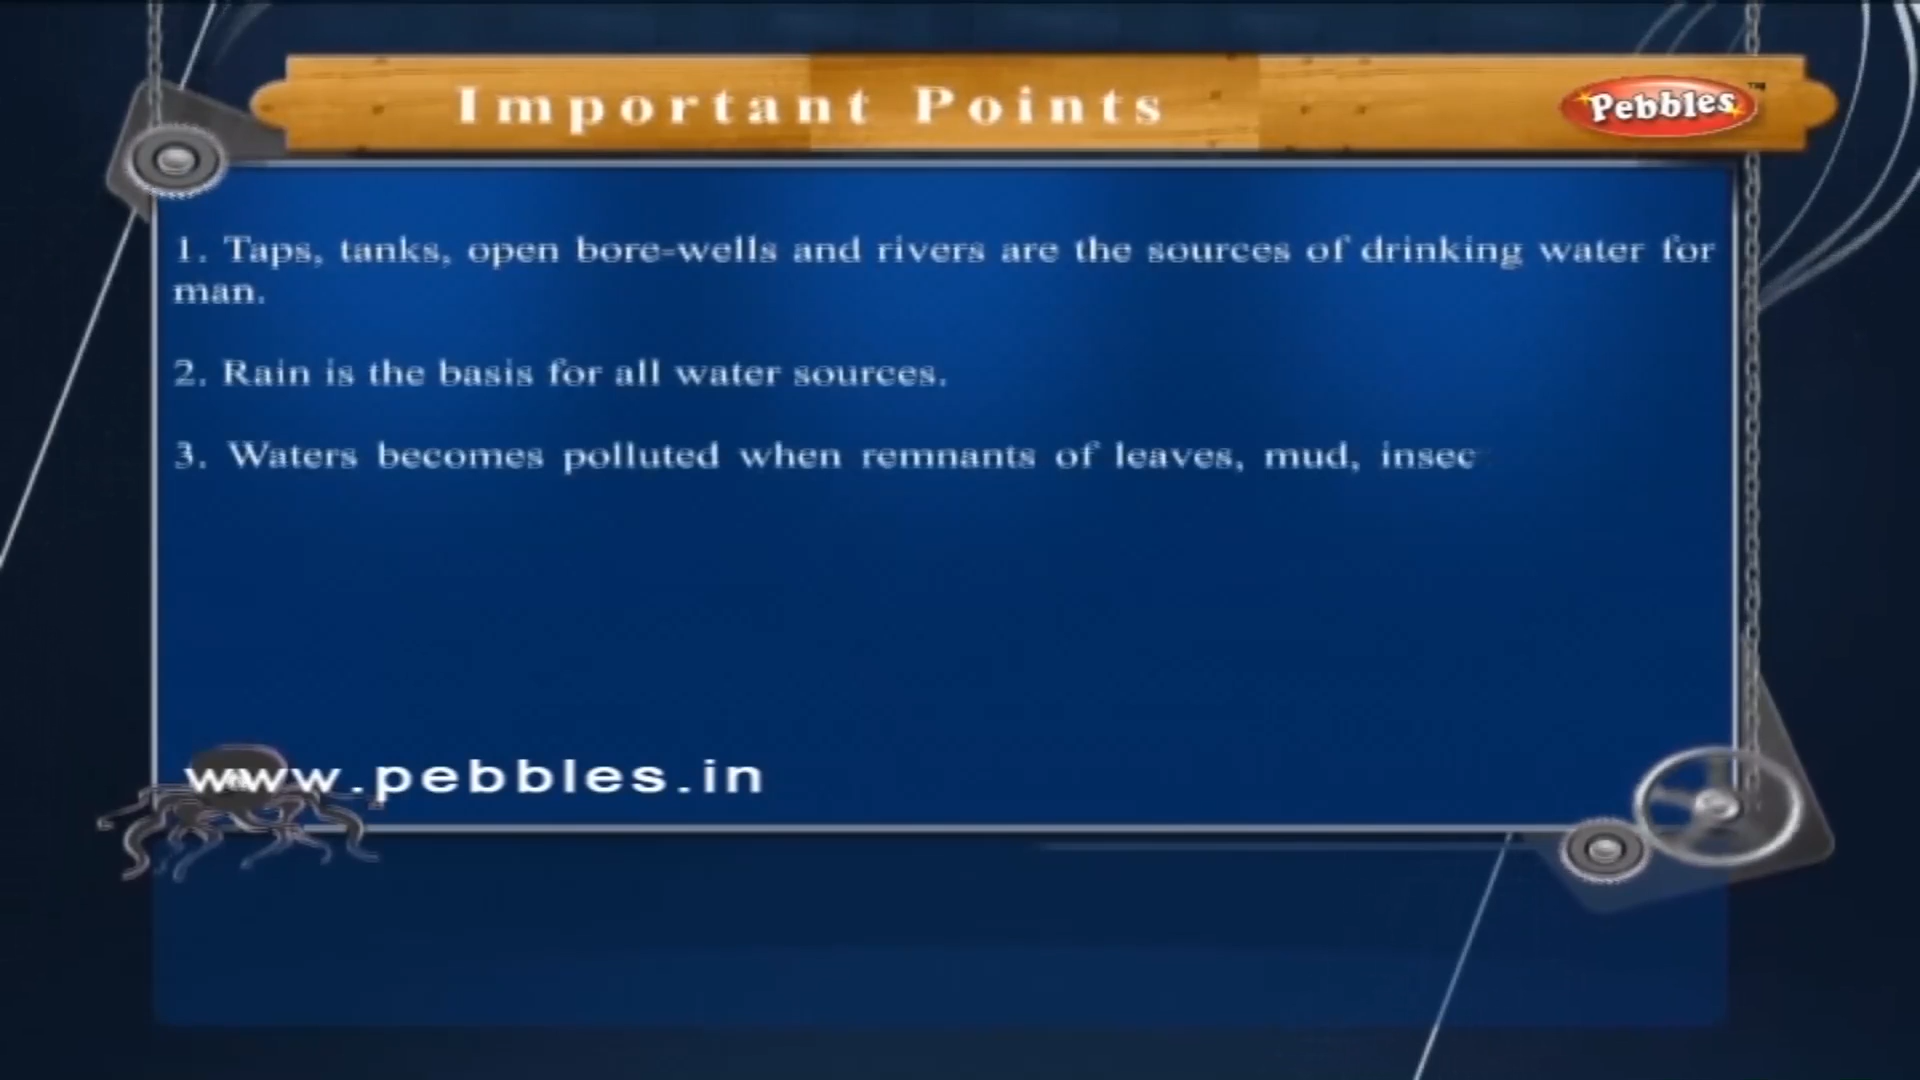 Important Points
Pebbles™
1. Taps, tanks, open bore-wells and rivers are the sources of drinking water for
man.
2. Rain is the basis for all water sources.
3. Waters becomes polluted when remnants of leaves, mud, insec
www.pebbles.in